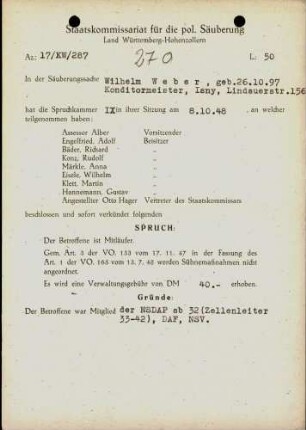 Staatskommissariat für die pol. Säuberung
Land Württemberg-Hohenzollern
Az: 17/KW/287
270
L: 50
In der Säuberungssache Wilhelm Weber, geb.26.10.97
Konditormeister, Isny, Lindauerstr.156
hat die Spruchkammer IX in ihrer Sitzung am 8.10.48 , an welcher
teilgenommen haben:
Assessor Alber Vorsitzender
Engelfried, Adolf Beisitzer
Bäder, Richard "
Konz, Rudolf "
Märkle, Anna "
Eisele, Wilhelm "
Klett, Martin "
Hannemann, Gustav "
Angestellter Otto Hager Vertreter des Staatskommissars
beschlossen und sofort verkündet folgenden
SPRUCH:
Der Betroffene ist Mitläufer.
Gem. Art. 3 der VO. 133 vom 17. 11. 47 in der Fassung des
Art. 1 der VO. 165 vom 13. 7. 48 werden Sühnemaßnahmen nicht
angeordnet.
Es wird eine Verwaltungsgebühr von DM 40.- erhoben.
Gründe:
Der Betroffene war Mitglied der NSDAP ab 32(Zellenleiter
33-42), DAF, NSV.